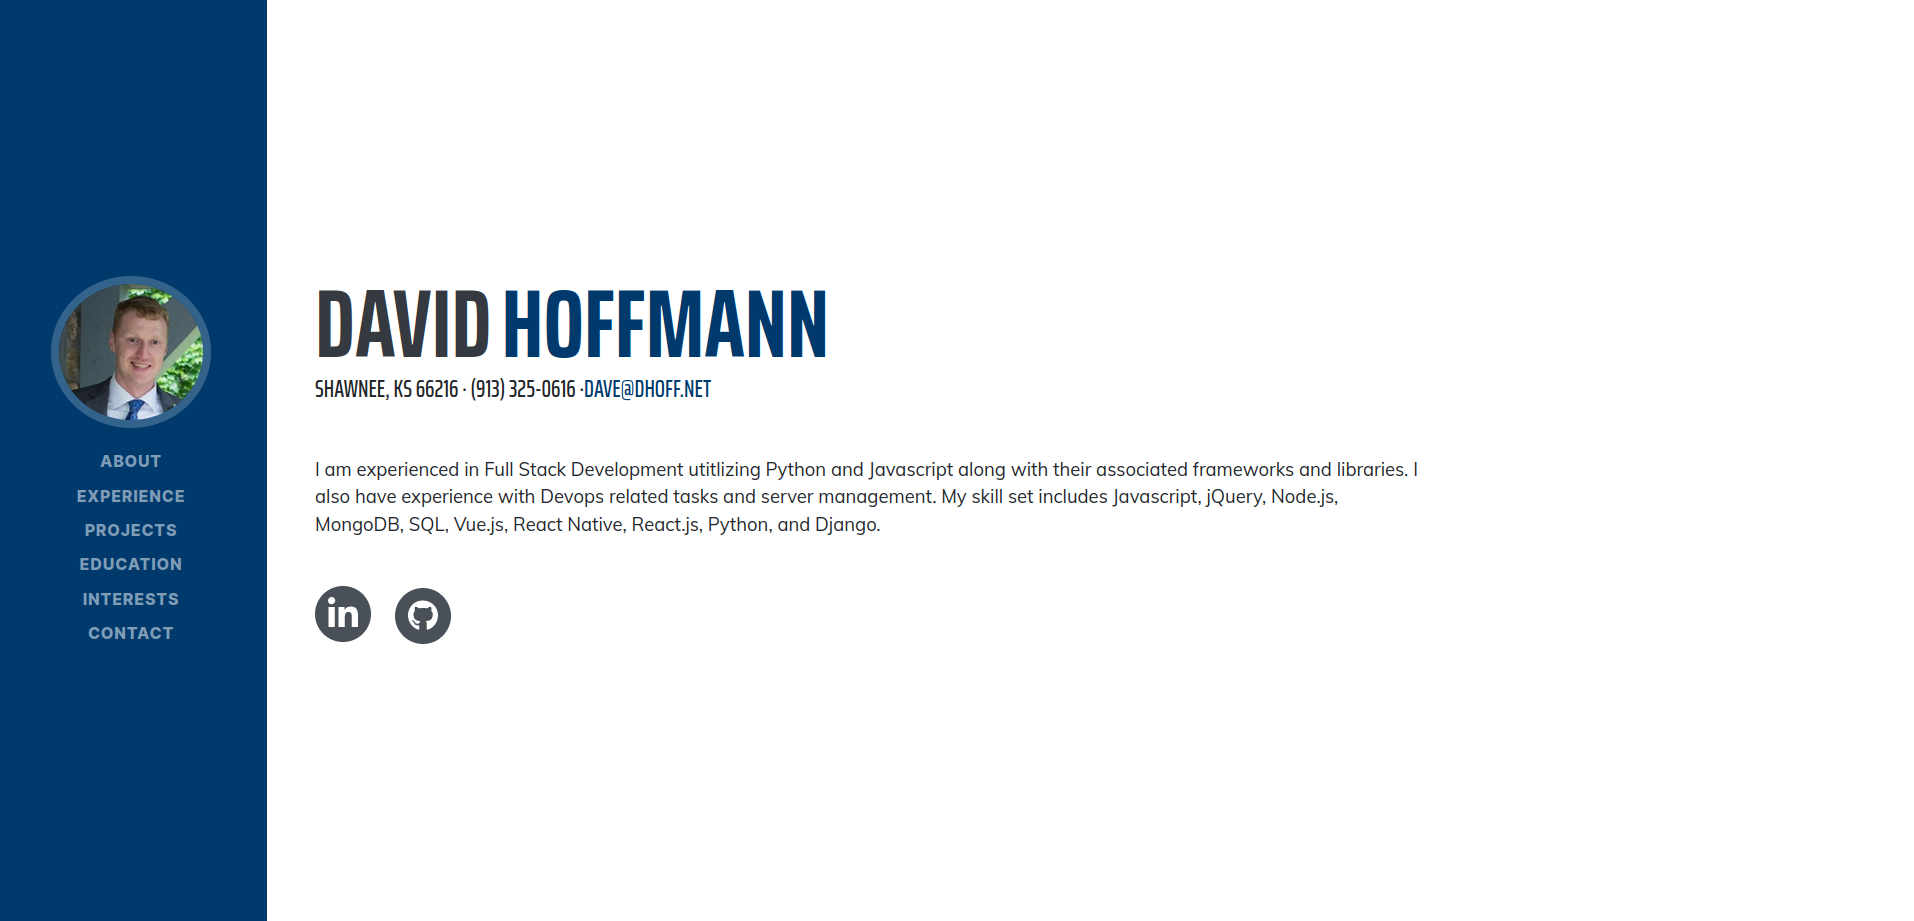 ABOUT
EXPERIENCE
PROJECTS
EDUCATION
INTERESTS
CONTACT
DAVID HOFFMANN
SHAWNEE, KS 66216 · (913) 325-0616 ·DAVE@DHOFF.NET
I am experienced in Full Stack Development utitlizing Python and Javascript along with their associated frameworks and libraries. I
also have experience with Devops related tasks and server management. My skill set includes Javascript, jQuery, Node.js,
MongoDB, SQL, Vue.js, React Native, React.js, Python, and Django.
in